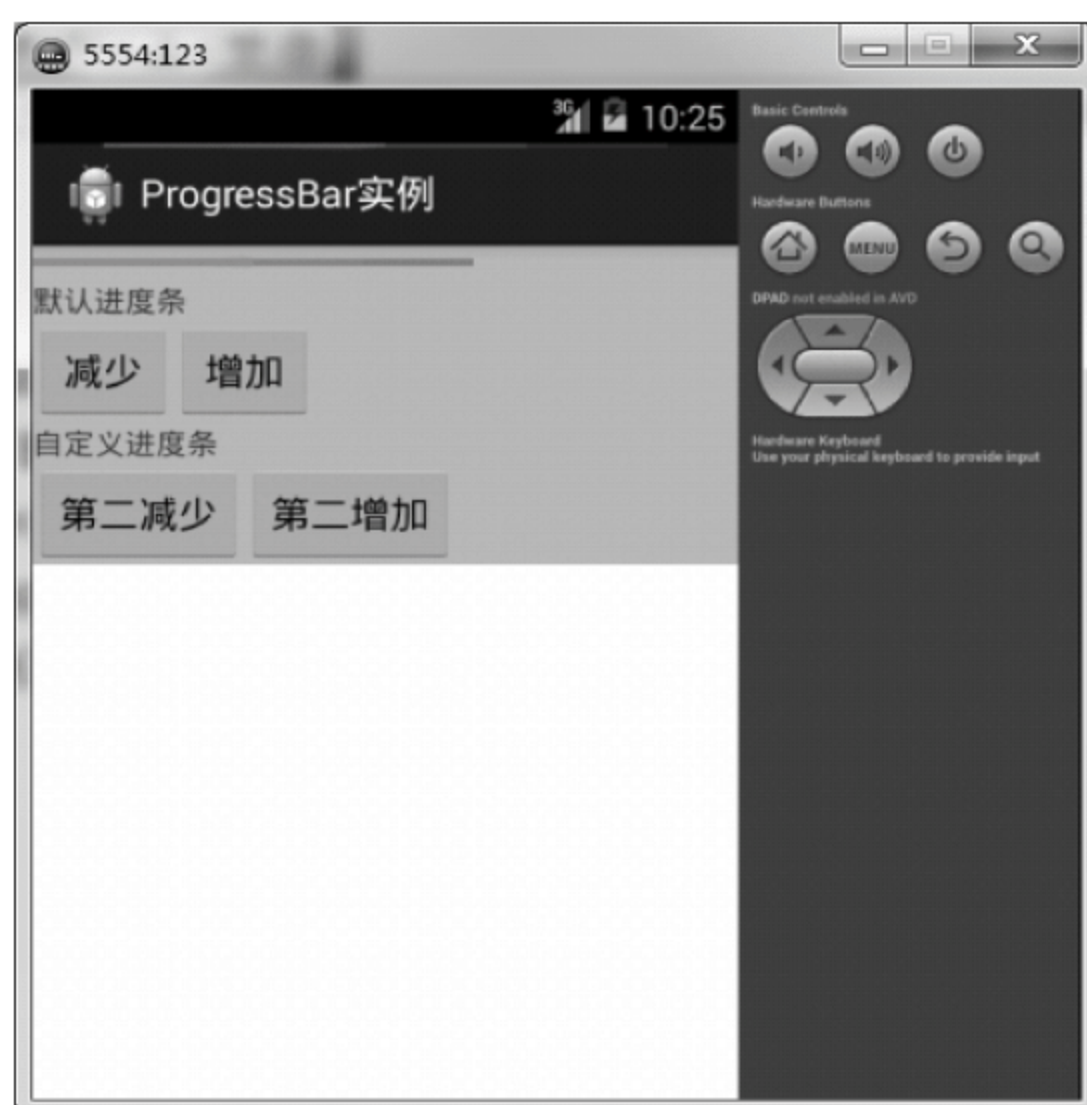 5554:123
3G 10:25
ProgressBar实例
默认进度条
减少 增加
自定义进度条
第二减少 第二增加
Basic Controls
Hardware Buttons
MENU
DPAD not enabled in AVD
Hardware Keyboard
Use your physical keyboard to provide input